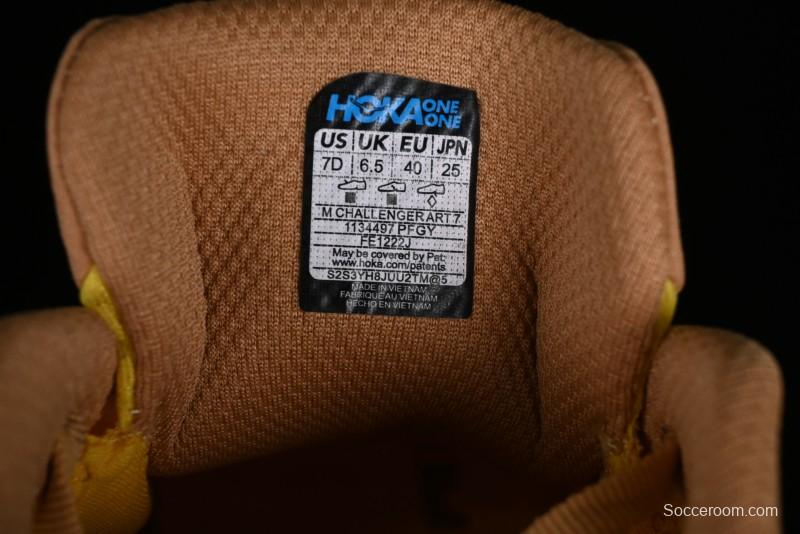 HOKA ONE ONE
US UK EU JPN
7D 6.5 40 25
M CHALLENGER ART 7
1134497 PFGY
FE1222J
May be covered by Pat:
www.hoka.com/patents
S2S3YH8JUU2TM@5
MADE IN VIETNAM
FABRIQUE AU VIETNAM
HECHO EN VIETNAM
Socceroom.com